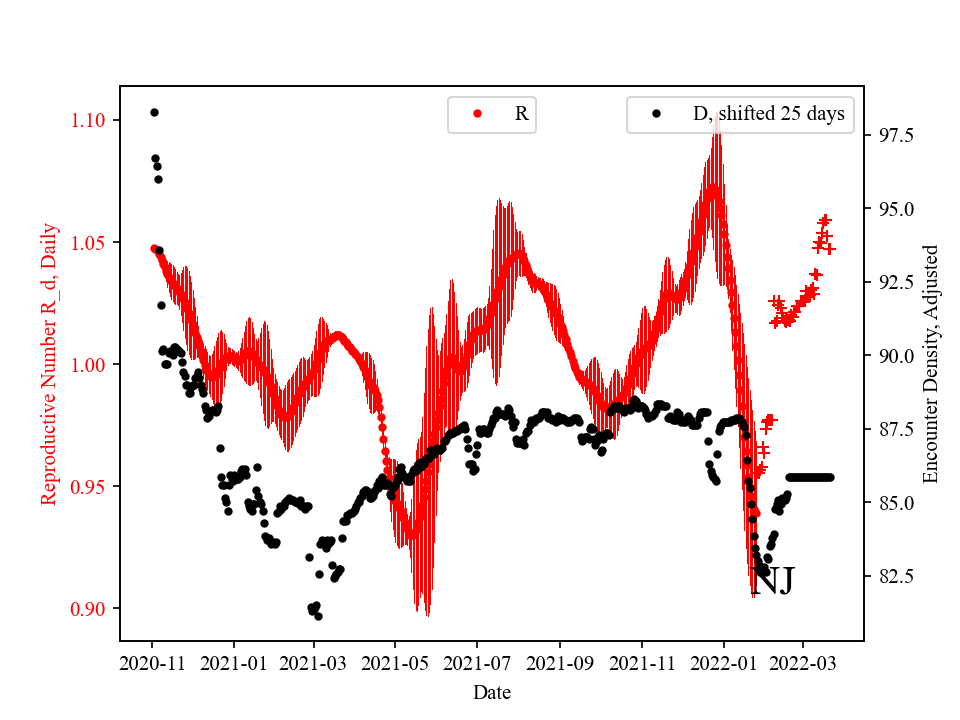 R
D, shifted 25 days
1.10
1.05
1.00
0.95
0.90
Reproductive Number R_d, Daily
97.5
95.0
92.5
90.0
87.5
85.0
82.5
Encounter Density, Adjusted
NJ
2020-11 2021-01 2021-03 2021-05 2021-07 2021-09 2021-11 2022-01 2022-03
Date